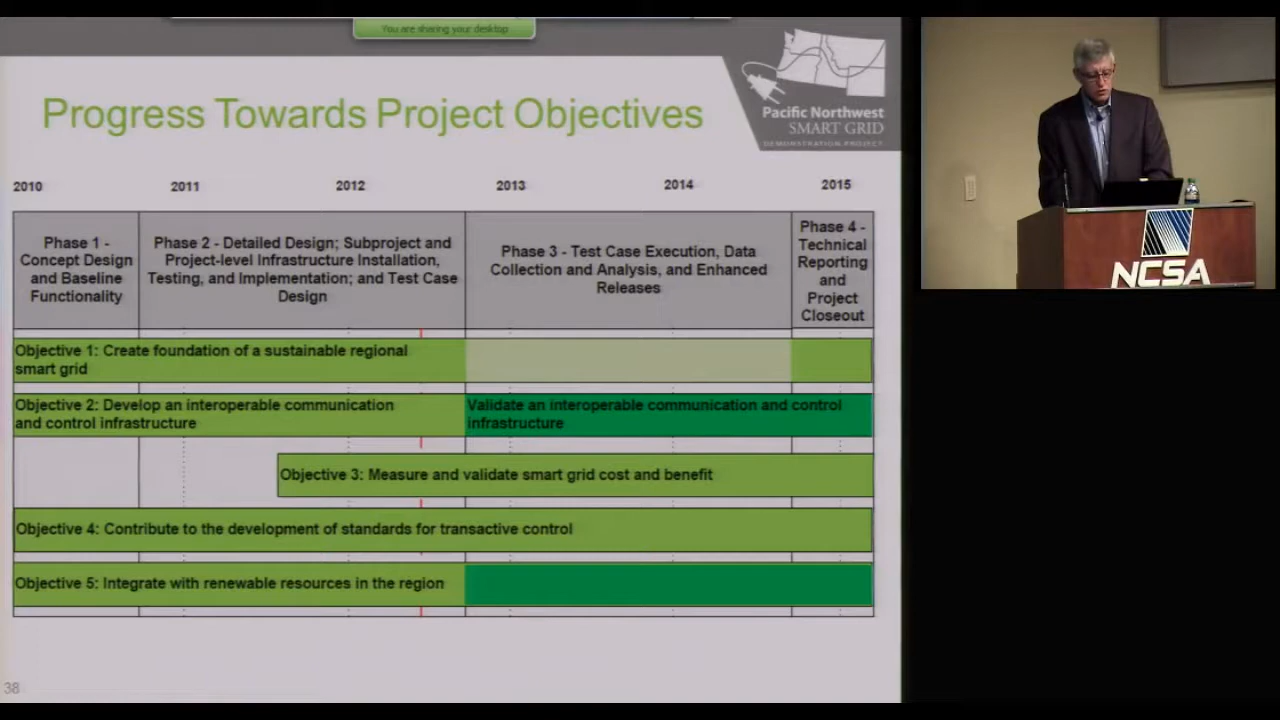 You are sharing your desktop
Pacific Northwest
SMART GRID
DEMONSTRATION PROJECT
Progress Towards Project Objectives
2010 2011 2012 2013 2014 2015
Phase 1 -
Concept Design
and Baseline
Functionality
Phase 2 - Detailed Design; Subproject and
Project-level Infrastructure Installation,
Testing, and Implementation; and Test Case
Design
Phase 3 - Test Case Execution, Data
Collection and Analysis, and Enhanced
Releases
Phase 4 -
Technical
Reporting
and
Project
Closeout
Objective 1: Create foundation of a sustainable regional
smart grid
Objective 2: Develop an interoperable communication
and control infrastructure
Validate an interoperable communication and control
infrastructure
Objective 3: Measure and validate smart grid cost and benefit
Objective 4: Contribute to the development of standards for transactive control
Objective 5: Integrate with renewable resources in the region
38
NCSA